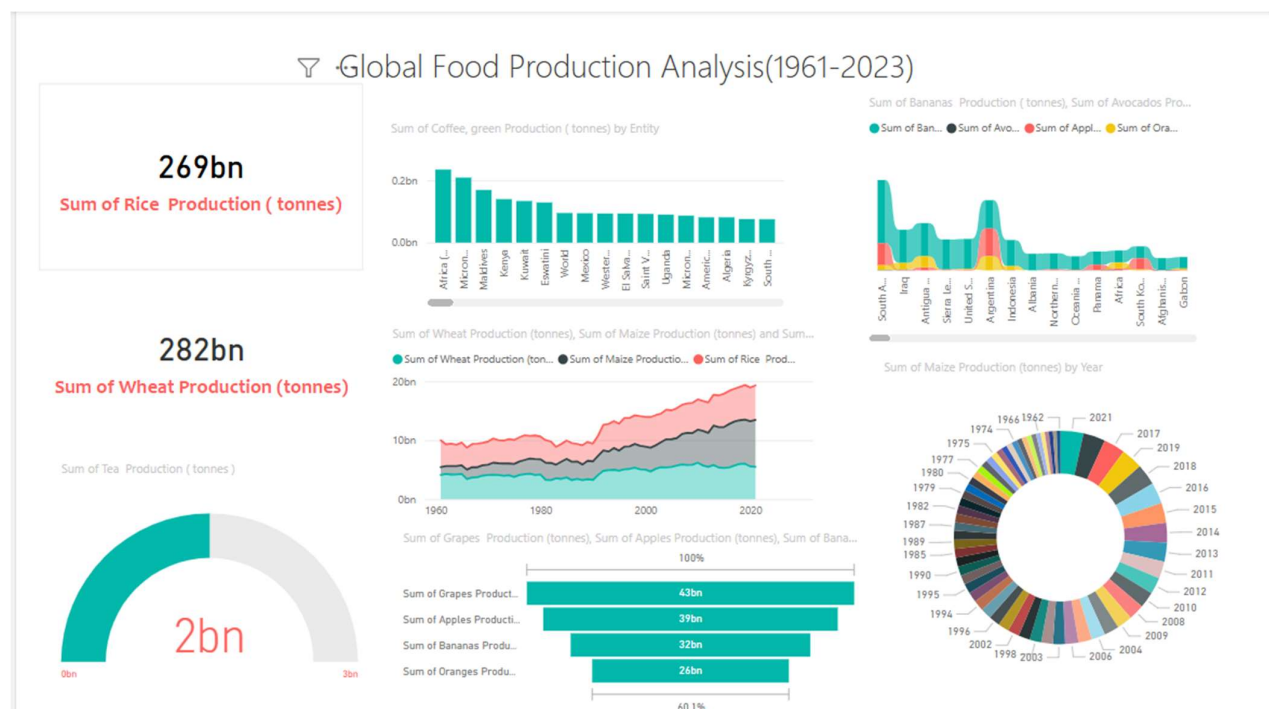 Global Food Production Analysis(1961-2023)
269bn
Sum of Rice Production ( tonnes)
282bn
Sum of Wheat Production (tonnes)
Sum of Tea Production ( tonnes )
2bn
0bn
3bn
Sum of Coffee, green Production ( tonnes) by Entity
0.2bn
0.0bn
Africa (...
Micron...
Maldives
Kenya
Kuwait
Eswatini
World
Mexico
Wester...
El Salva...
Saint V...
Uganda
Micron...
Americ...
Algeria
Kyrgyz...
South ...
Sum of Wheat Production (tonnes), Sum of Maize Production (tonnes) and Sum...
Sum of Wheat Production (ton... Sum of Maize Productio... Sum of Rice Prod...
20bn
10bn
0bn
1960 1980 2000 2020
Sum of Grapes Production (tonnes), Sum of Apples Production (tonnes), Sum of Bana...
100%
Sum of Grapes Product... 43bn
Sum of Apples Producti... 39bn
Sum of Bananas Produ... 32bn
Sum of Oranges Produ... 26bn
60.1%
Sum of Bananas Production ( tonnes), Sum of Avocados Pro...
Sum of Ban... Sum of Avo... Sum of Appl... Sum of Ora...
South A...
Iraq
Antigua ...
Sierra Le...
United S...
Argentina
Indonesia
Albania
Northern...
Oceania ...
Panama
Africa
South Ko...
Afghanis...
Gabon
Sum of Maize Production (tonnes) by Year
2021
2017
2019
2018
2016
2015
2014
2013
2011
2012
2010
2008
2009
2004
2006
2003
1998
2002
1996
1994
1995
1990
1985
1989
1987
1982
1979
1980
1977
1975
1974
1966
1962